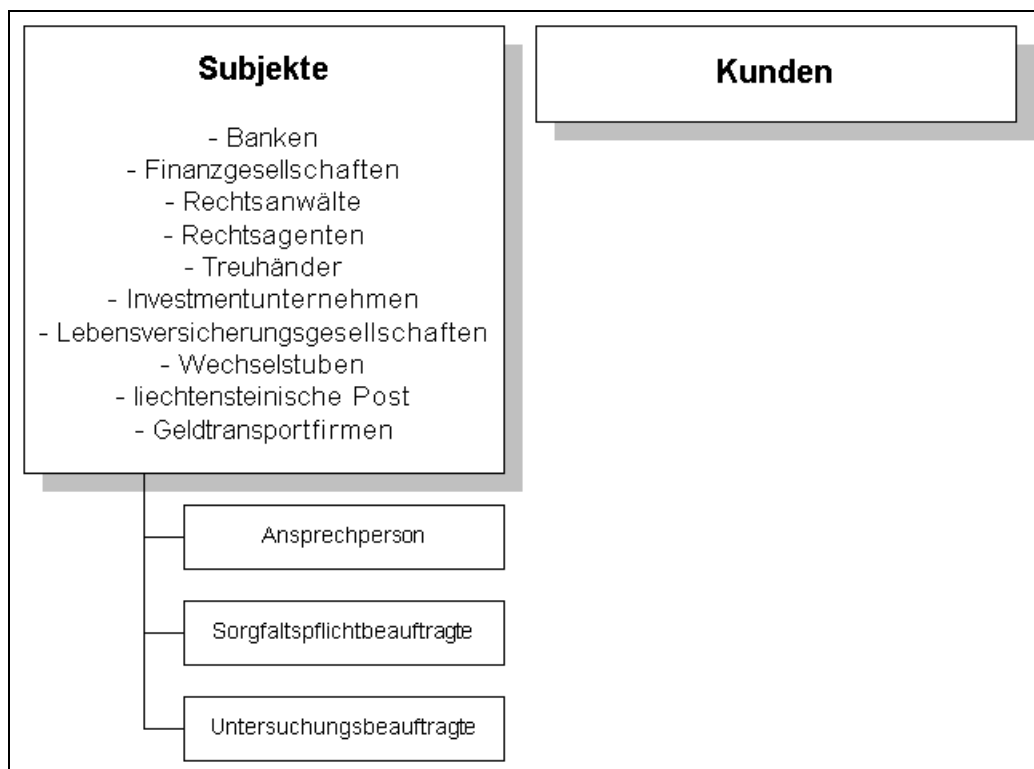 Subjekte
- Banken
- Finanzgesellschaften
- Rechtsanwälte
- Rechtsagenten
- Treuhänder
- Investmentunternehmen
- Lebensversicherungsgesellschaften
- Wechselstuben
- liechtensteinische Post
- Geldtransportfirmen
Ansprechperson
Sorgfaltspflichtbeauftragte
Untersuchungsbeauftragte
Kunden